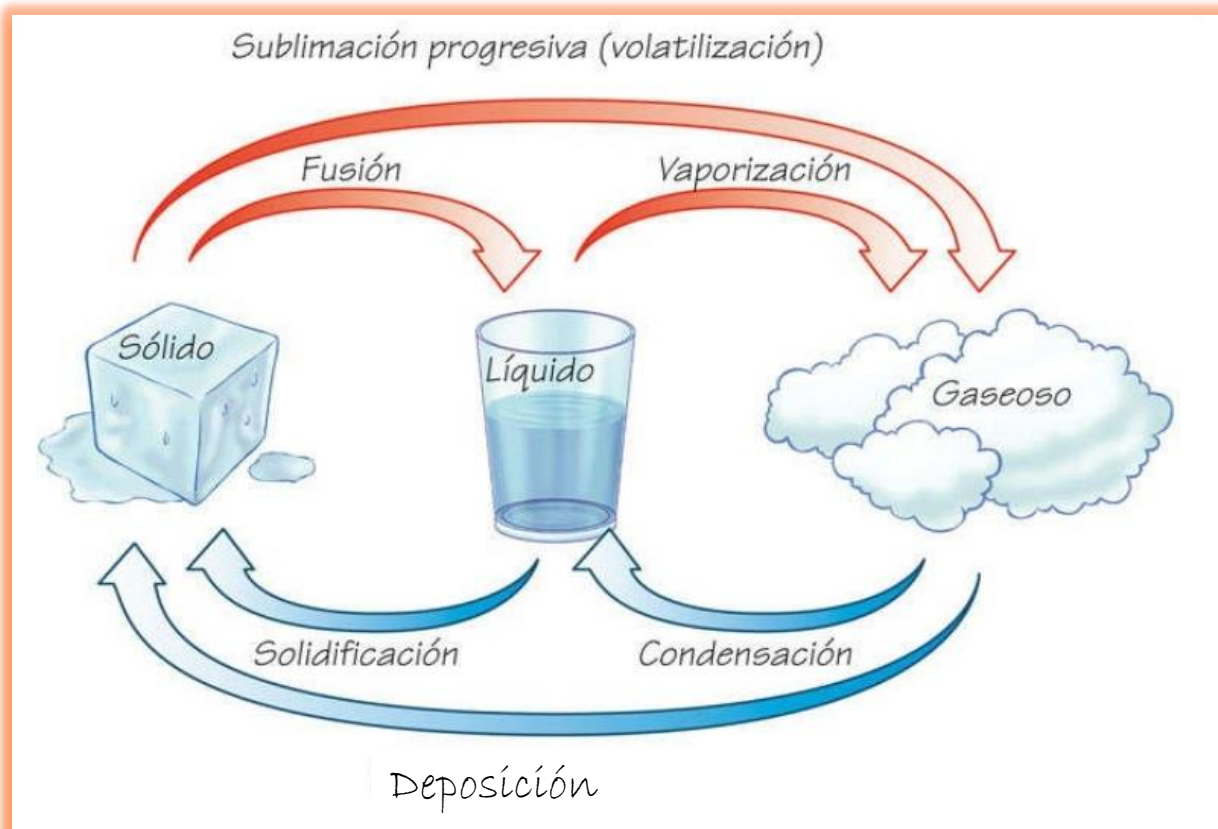 Sublimación progresiva (volatilización)
Fusión
Vaporización
Sólido
Líquido
Gaseoso
Solidificación
Condensación
Deposición